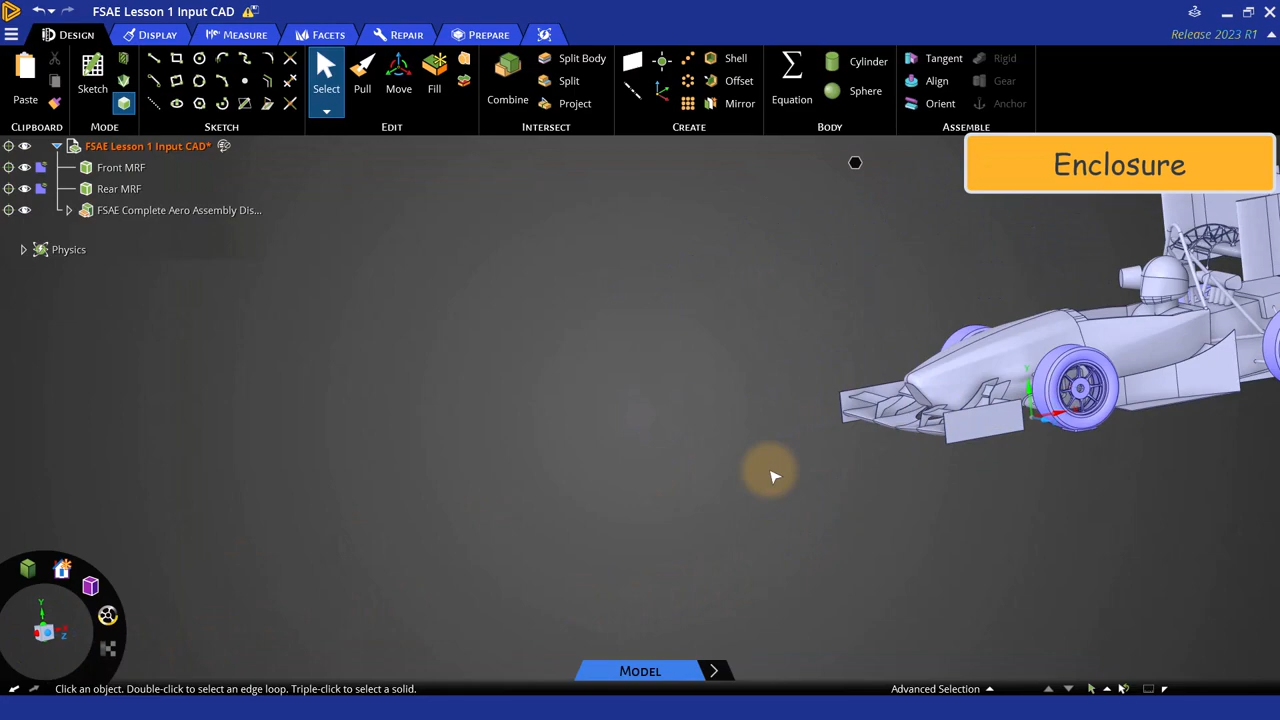 FSAE Lesson 1 Input CAD
DESIGN DISPLAY MEASURE FACETS REPAIR PREPARE
Release 2023 R1
Paste Sketch Select Pull Move Fill Combine Split Body Split Project Shell Offset Mirror Equation Cylinder Sphere Tangent Align Orient Rigid Gear Anchor
CLIPBOARD MODE SKETCH EDIT INTERSECT CREATE BODY ASSEMBLE
FSAE Lesson 1 Input CAD*
Front MRF
Rear MRF
FSAE Complete Aero Assembly Dis...
Physics
Enclosure
Y
Y
X
Z
MODEL
Click an object. Double-click to select an edge loop. Triple-click to select a solid.
Advanced Selection